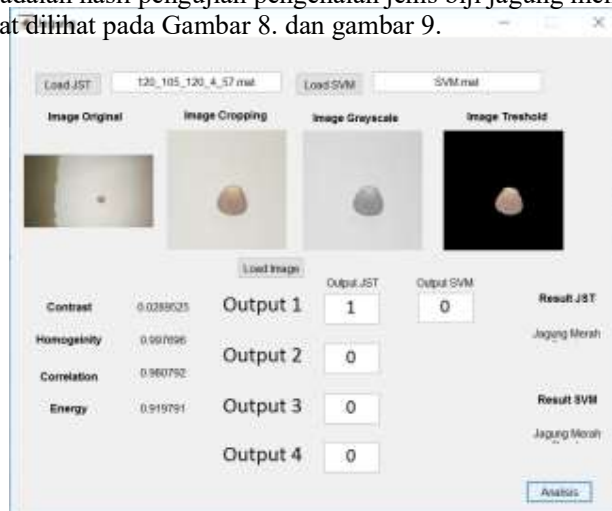 adalah hasil pengujian pengenalan jenis biji jagung
at dilihat pada Gambar 8. dan gambar 9.
Load JST 120_105_120_4_57.mat Load SVM SVM.mat
Image Original Image Cropping Image Grayscale Image Treshold
Load Image
Output JST Output SVM
Contrast 0.0289525 Output 1 1 0 Result JST
Homogeinity 0.997696 Jagung Merah
Output 2 0
Correlation 0.980792
Energy 0.919791 Output 3 0 Result SVM
Jagung Merah
Output 4 0
Analisis